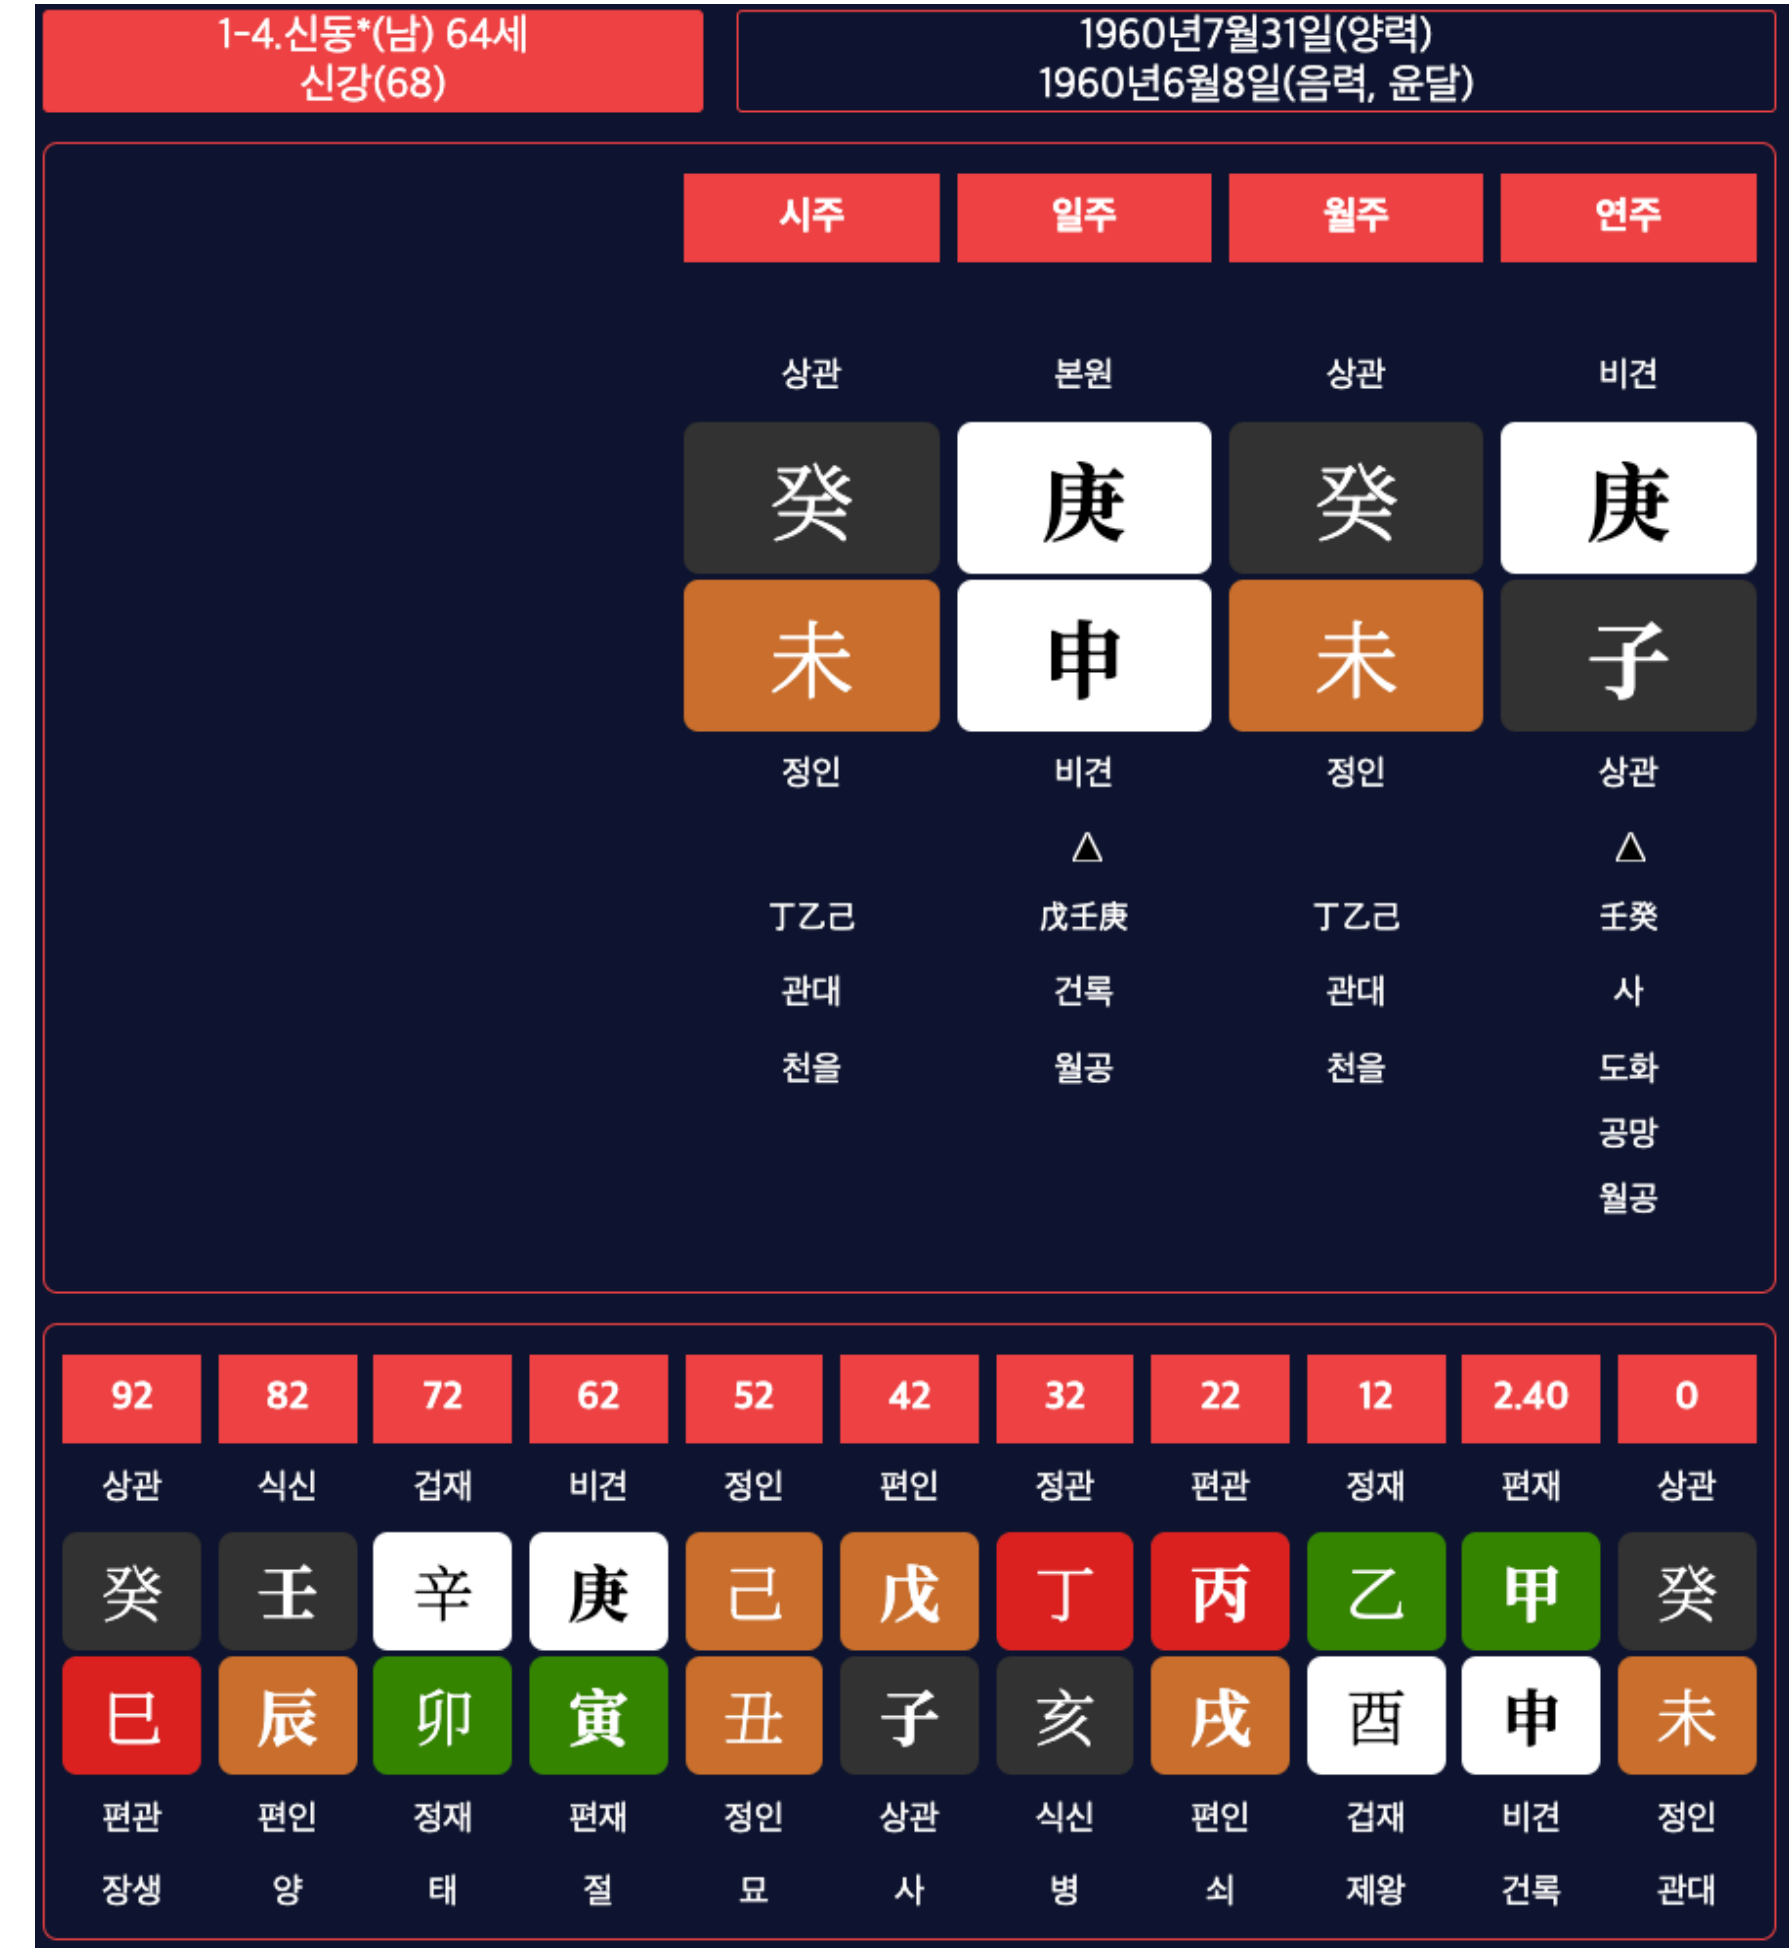 1-4.신동*(남) 64세
신강(68)
1960년7월31일(양력)
1960년6월8일(음력, 윤달)
시주 일주 월주 연주
상관 본원 상관 비견
癸 庚 癸 庚
未 申 未 子
정인 비견 정인 상관
△ △
丁乙己 戊壬庚 丁乙己 壬癸
관대 건록 관대 사
천을 월공 천을 도화
공망
월공
92 82 72 62 52 42 32 22 12 2.40 0
상관 식신 겁재 비견 정인 편인 정관 편관 정재 편재 상관
癸 壬 辛 庚 己 戊 丁 丙 乙 甲 癸
巳 辰 卯 寅 丑 子 亥 戌 酉 申 未
편관 편인 정재 편재 정인 상관 식신 편인 겁재 비견 정인
장생 양 태 절 묘 사 병 쇠 제왕 건록 관대